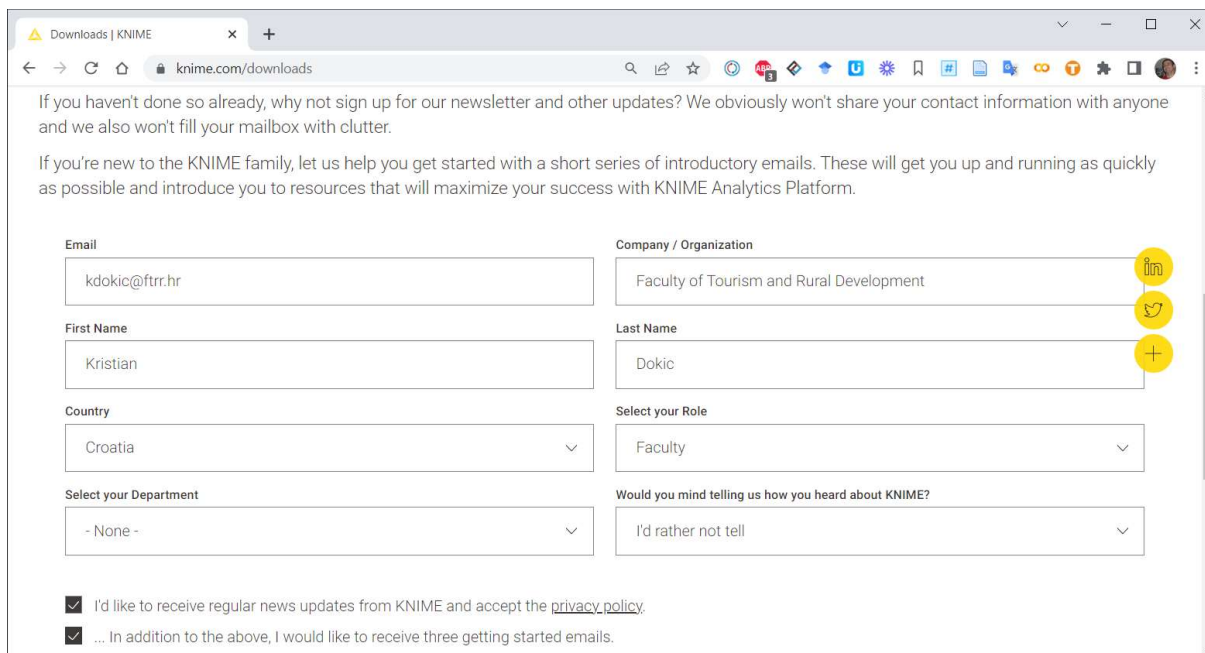 Downloads | KNIME
knime.com/downloads
ABP
3
If you haven't done so already, why not sign up for our newsletter and other updates? We obviously won't share your contact information with anyone
and we also won't fill your mailbox with clutter.
If you're new to the KNIME family, let us help you get started with a short series of introductory emails. These will get you up and running as quickly
as possible and introduce you to resources that will maximize your success with KNIME Analytics Platform.
Email
Company / Organization
kdokic@ftrr.hr
Faculty of Tourism and Rural Development
in
First Name
Last Name
Kristian
Dokic
Country
Select your Role
Croatia
Faculty
Select your Department
Would you mind telling us how you heard about KNIME?
- None -
I'd rather not tell
I'd like to receive regular news updates from KNIME and accept the privacy policy.
... In addition to the above, I would like to receive three getting started emails.